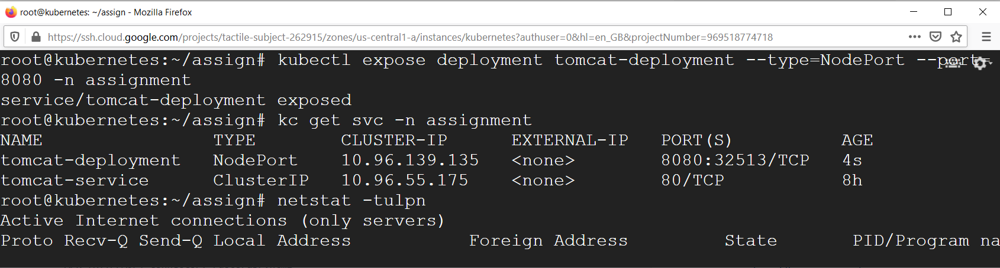 root@kubernetes: ~/assign - Mozilla Firefox
https://ssh.cloud.google.com/projects/tactile-subject-262915/zones/us-central1-a/instances/kubernetes?authuser=0&hl=en_GB&projectNumber=969518774718
root@kubernetes:~/assign# kubectl expose deployment tomcat-deployment --type=NodePort --port=
8080 -n assignment
service/tomcat-deployment exposed
root@kubernetes:~/assign# kc get svc -n assignment
NAME TYPE CLUSTER-IP EXTERNAL-IP PORT(S) AGE
tomcat-deployment NodePort 10.96.139.135 <none> 8080:32513/TCP 4s
tomcat-service ClusterIP 10.96.55.175 <none> 80/TCP 8h
root@kubernetes:~/assign# netstat -tulpn
Active Internet connections (only servers)
Proto Recv-Q Send-Q Local Address Foreign Address State PID/Program na